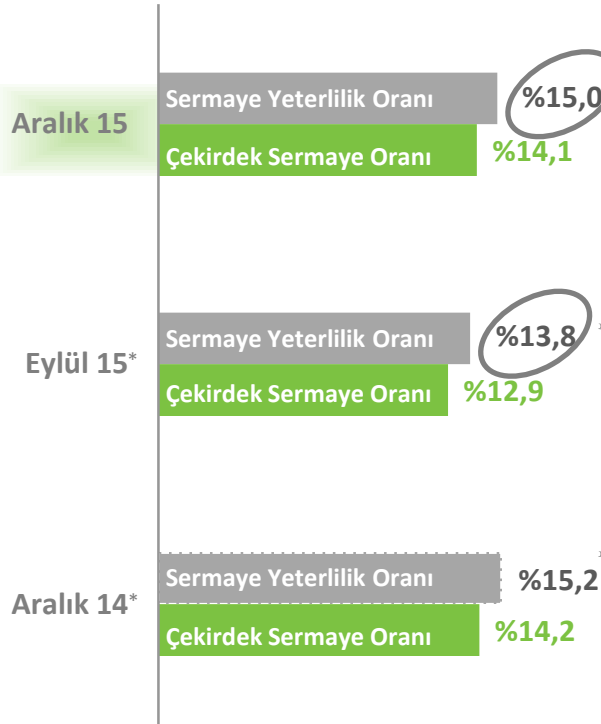 Sermaye Yeterlilik Oranı %15,0
Aralık 15
Çekirdek Sermaye Oranı %14,1
Sermaye Yeterlilik Oranı %13,8
Eylül 15*
Çekirdek Sermaye Oranı %12,9
Sermaye Yeterlilik Oranı %15,2
Aralık 14*
Çekirdek Sermaye Oranı %14,2